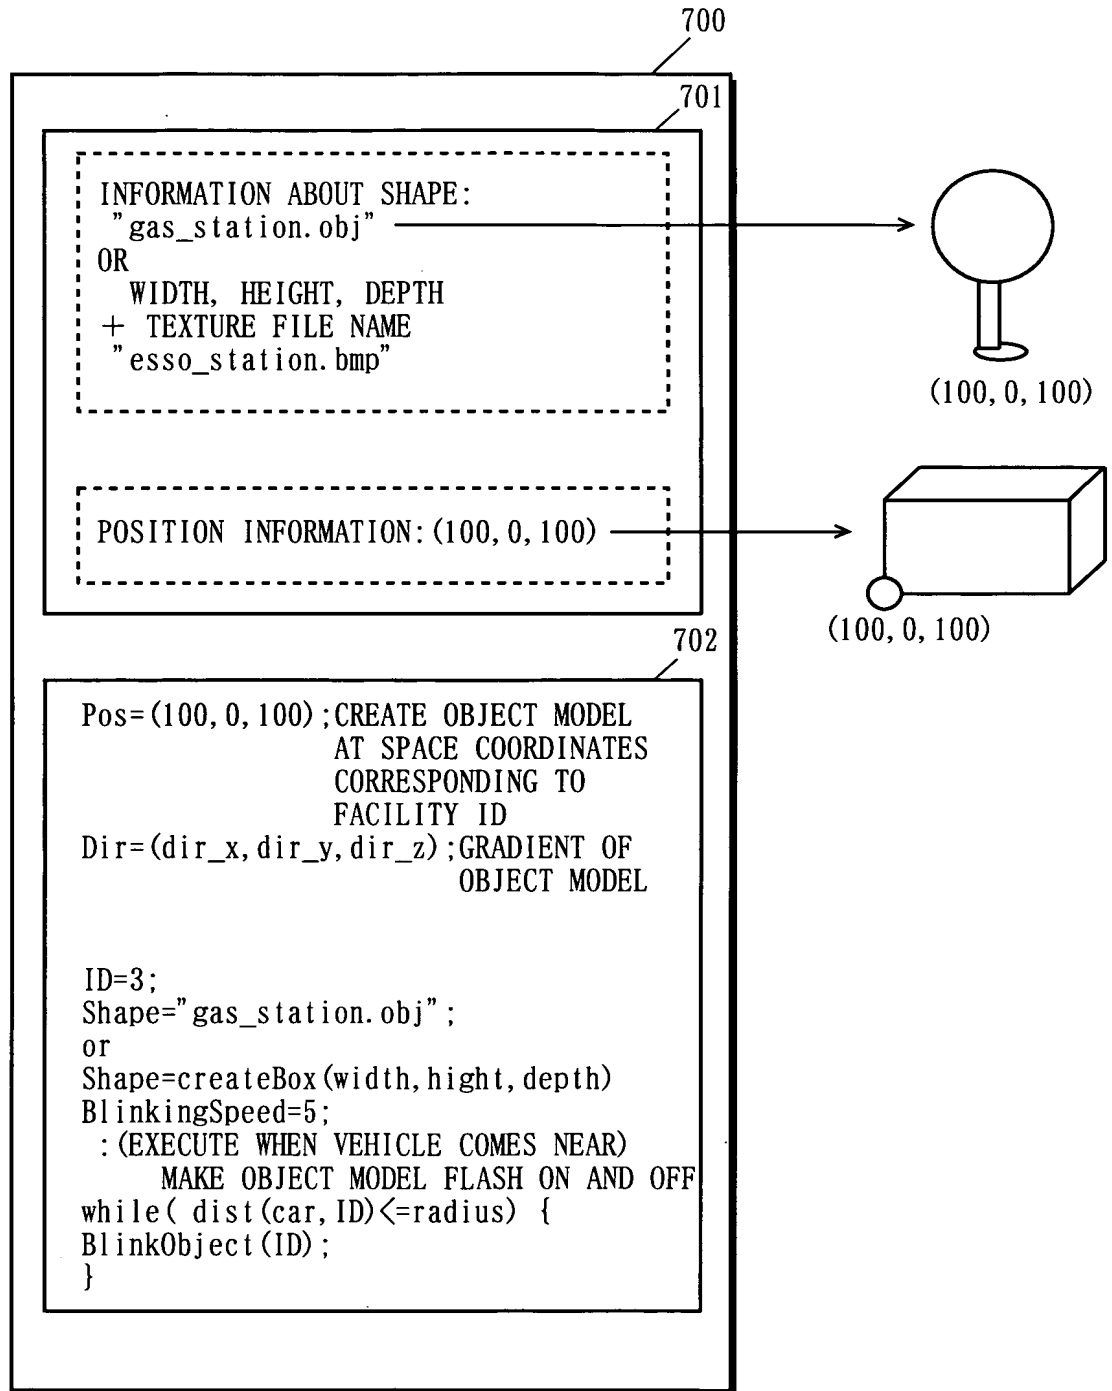 700
701
INFORMATION ABOUT SHAPE:
"gas_station.obj"
OR
WIDTH, HEIGHT, DEPTH
+ TEXTURE FILE NAME
"esso_station.bmp"
(100,0,100)
POSITION INFORMATION:(100,0,100)
(100,0,100)
702
Pos=(100,0,100);CREATE OBJECT MODEL
AT SPACE COORDINATES
CORRESPONDING TO
FACILITY ID
Dir=(dir_x,dir_y,dir_z);GRADIENT OF
OBJECT MODEL
ID=3;
Shape="gas_station.obj";
or
Shape=createBox(width,hight,depth)
BlinkingSpeed=5;
:(EXECUTE WHEN VEHICLE COMES NEAR)
MAKE OBJECT MODEL FLASH ON AND OFF
while( dist(car,ID)<=radius) {
BlinkObject(ID);
}